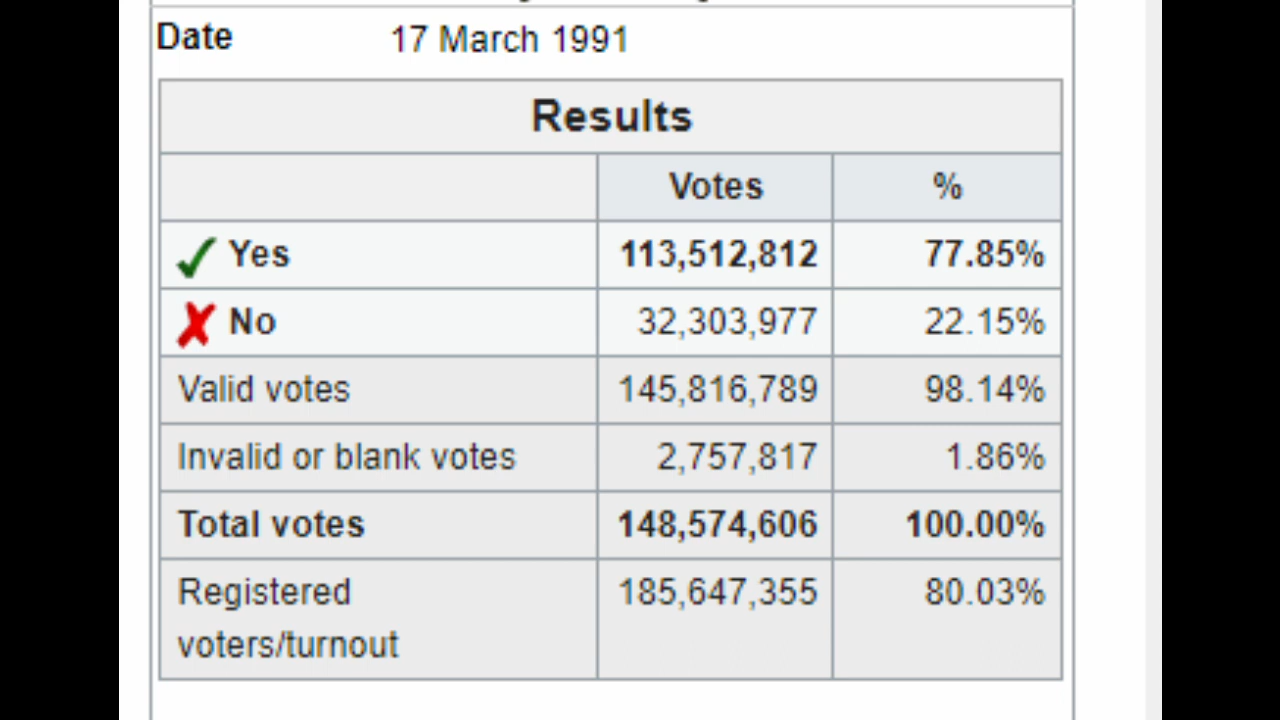 Date 17 March 1991
Results
Votes %
Yes 113,512,812 77.85%
No 32,303,977 22.15%
Valid votes 145,816,789 98.14%
Invalid or blank votes 2,757,817 1.86%
Total votes 148,574,606 100.00%
Registered 185,647,355 80.03%
voters/turnout